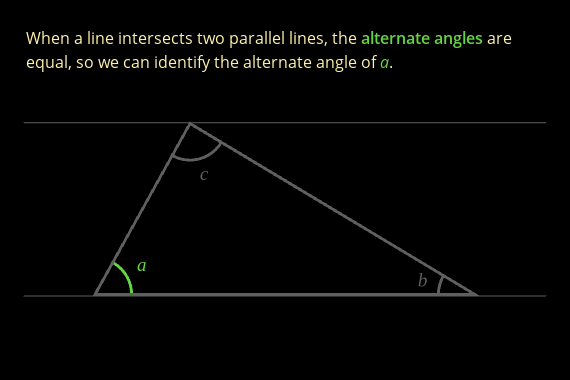 When a line intersects two parallel lines, the alternate angles are
equal, so we can identify the alternate angle of a.
c
a
b